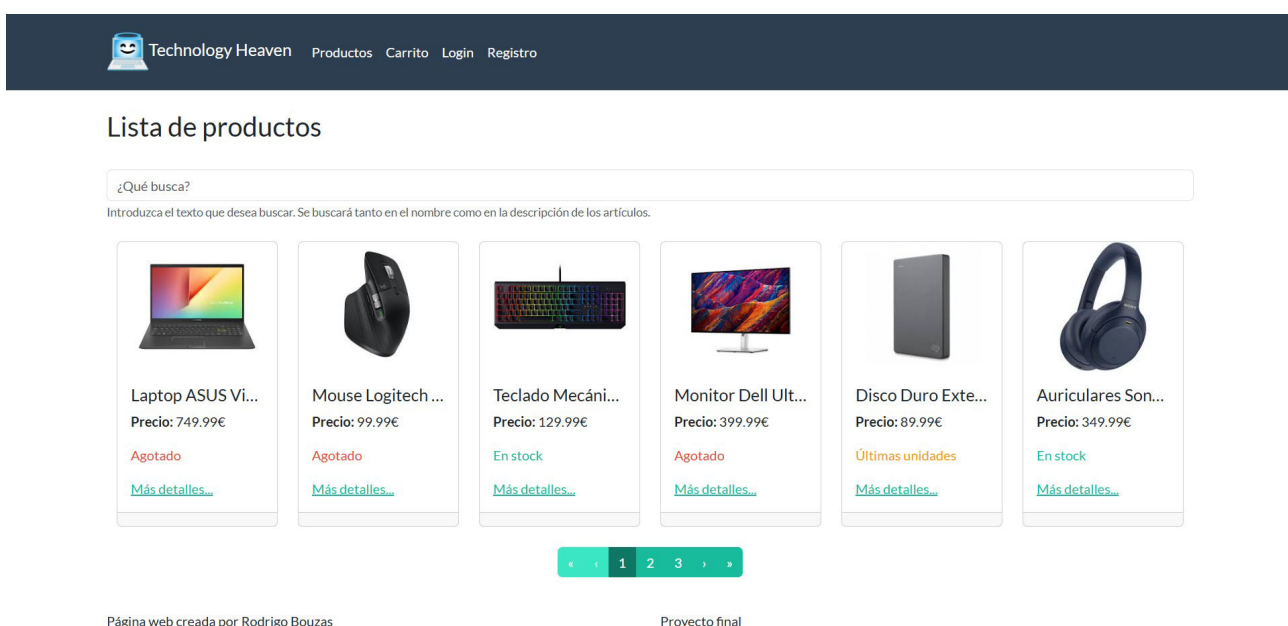 Technology Heaven Productos Carrito Login Registro
Lista de productos
¿Qué busca?
Introduzca el texto que desea buscar. Se buscará tanto en el nombre como en la descripción de los artículos.
Laptop ASUS Vi...
Precio: 749.99€
Agotado
Más detalles...
Mouse Logitech ...
Precio: 99.99€
Agotado
Más detalles...
Teclado Mecáni...
Precio: 129.99€
En stock
Más detalles...
Monitor Dell Ult...
Precio: 399.99€
Agotado
Más detalles...
Disco Duro Exte...
Precio: 89.99€
Últimas unidades
Más detalles...
Auriculares Son...
Precio: 349.99€
En stock
Más detalles...
« ‹ 1 2 3 › »
Página web creada por Rodrigo Bouzas
Proyecto final